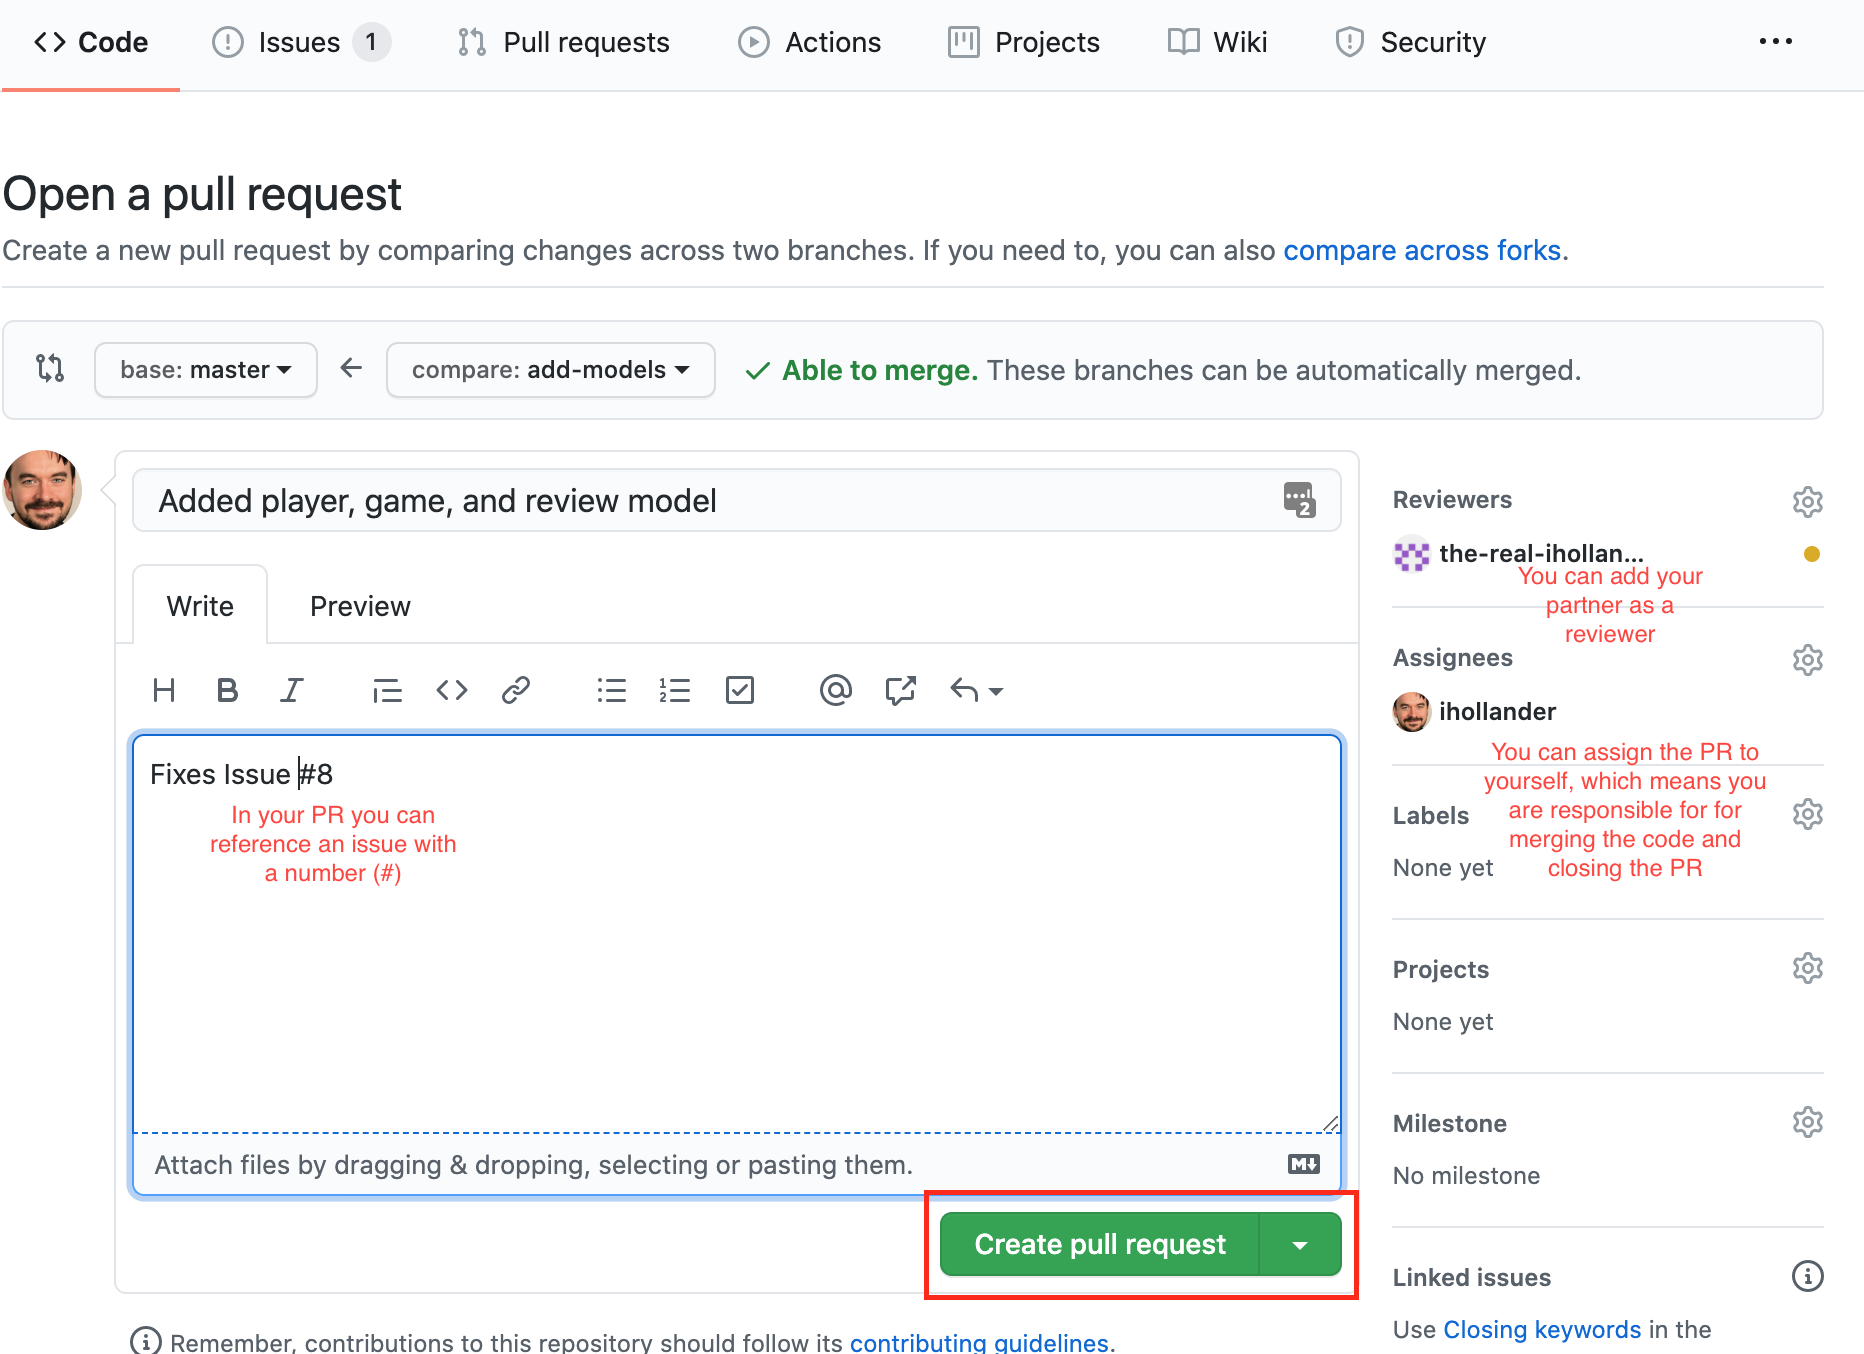 Code Issues 1 Pull requests Actions Projects Wiki Security
Open a pull request
Create a new pull request by comparing changes across two branches. If you need to, you can also compare across forks.
base: master compare: add-models Able to merge. These branches can be automatically merged.
Added player, game, and review model
2
Write Preview
H B I
Fixes Issue #8
In your PR you can
reference an issue with
a number (#)
Attach files by dragging & dropping, selecting or pasting them.
Create pull request
Remember, contributions to this repository should follow its contributing guidelines.
Reviewers
the-real-ihollan...
You can add your
partner as a
reviewer
Assignees
ihollander
You can assign the PR to
yourself, which means you
are responsible for for
merging the code and
closing the PR
Labels
None yet
Projects
None yet
Milestone
No milestone
Linked issues
Use Closing keywords in the